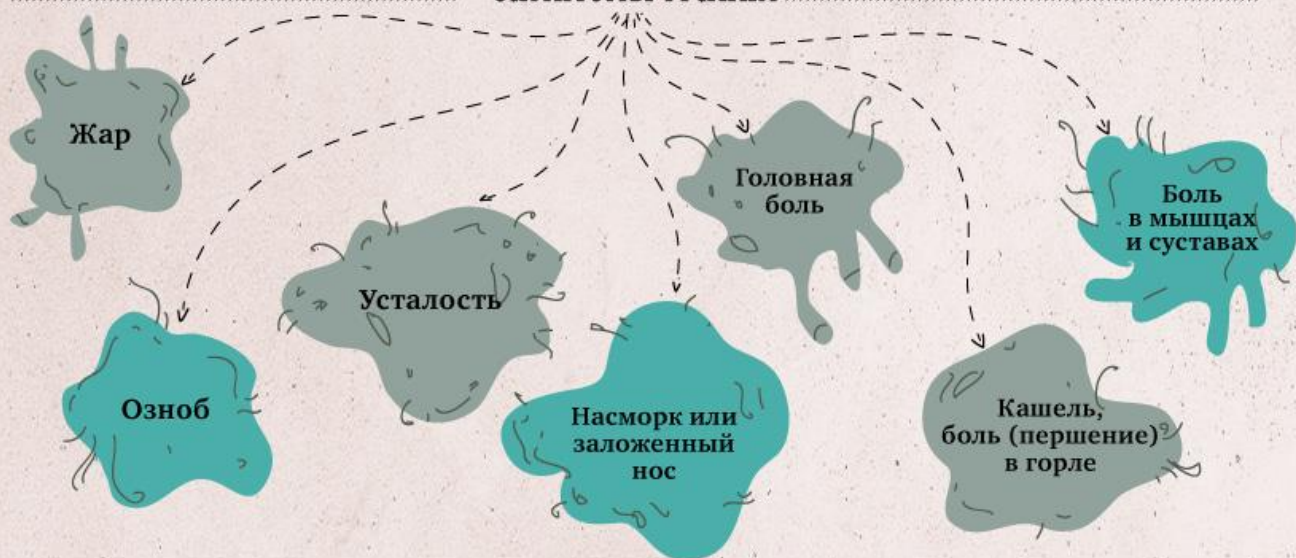 Жар
Головная
боль
Боль
в мышцах
и суставах
Усталость
Озноб
Насморк или
заложенный
нос
Кашель,
боль (першение)
в горле